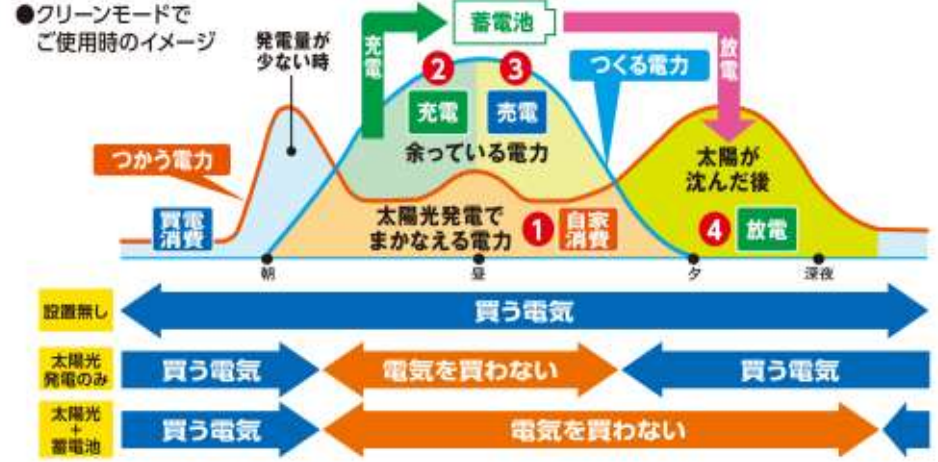 ●クリーンモードで
ご使用時のイメージ
発電量が
少ない時
充電
蓄電池
放電
つくる電力
つかう電力
2
3
充電
売電
余っている電力
太陽が
沈んだ後
買電
消費
太陽光発電で
まかなえる電力
1
自家
消費
4
放電
朝
昼
夕
深夜
設置無し
買う電気
太陽光
発電のみ
買う電気
電気を買わない
買う電気
太陽光
+
蓄電池
買う電気
電気を買わない